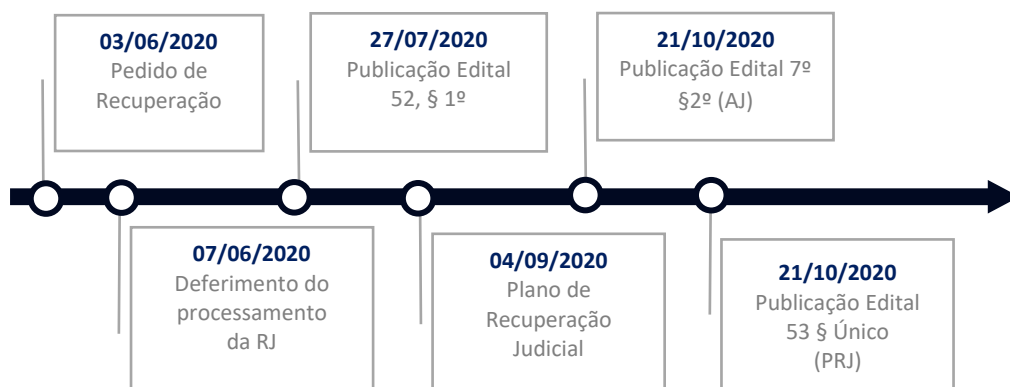 03/06/2020
Pedido de
Recuperação
27/07/2020
Publicação Edital
52, § 1º
21/10/2020
Publicação Edital 7º
§2º (AJ)
07/06/2020
Deferimento do
processamento
da RJ
04/09/2020
Plano de
Recuperação
Judicial
21/10/2020
Publicação Edital
53 § Único
(PRJ)